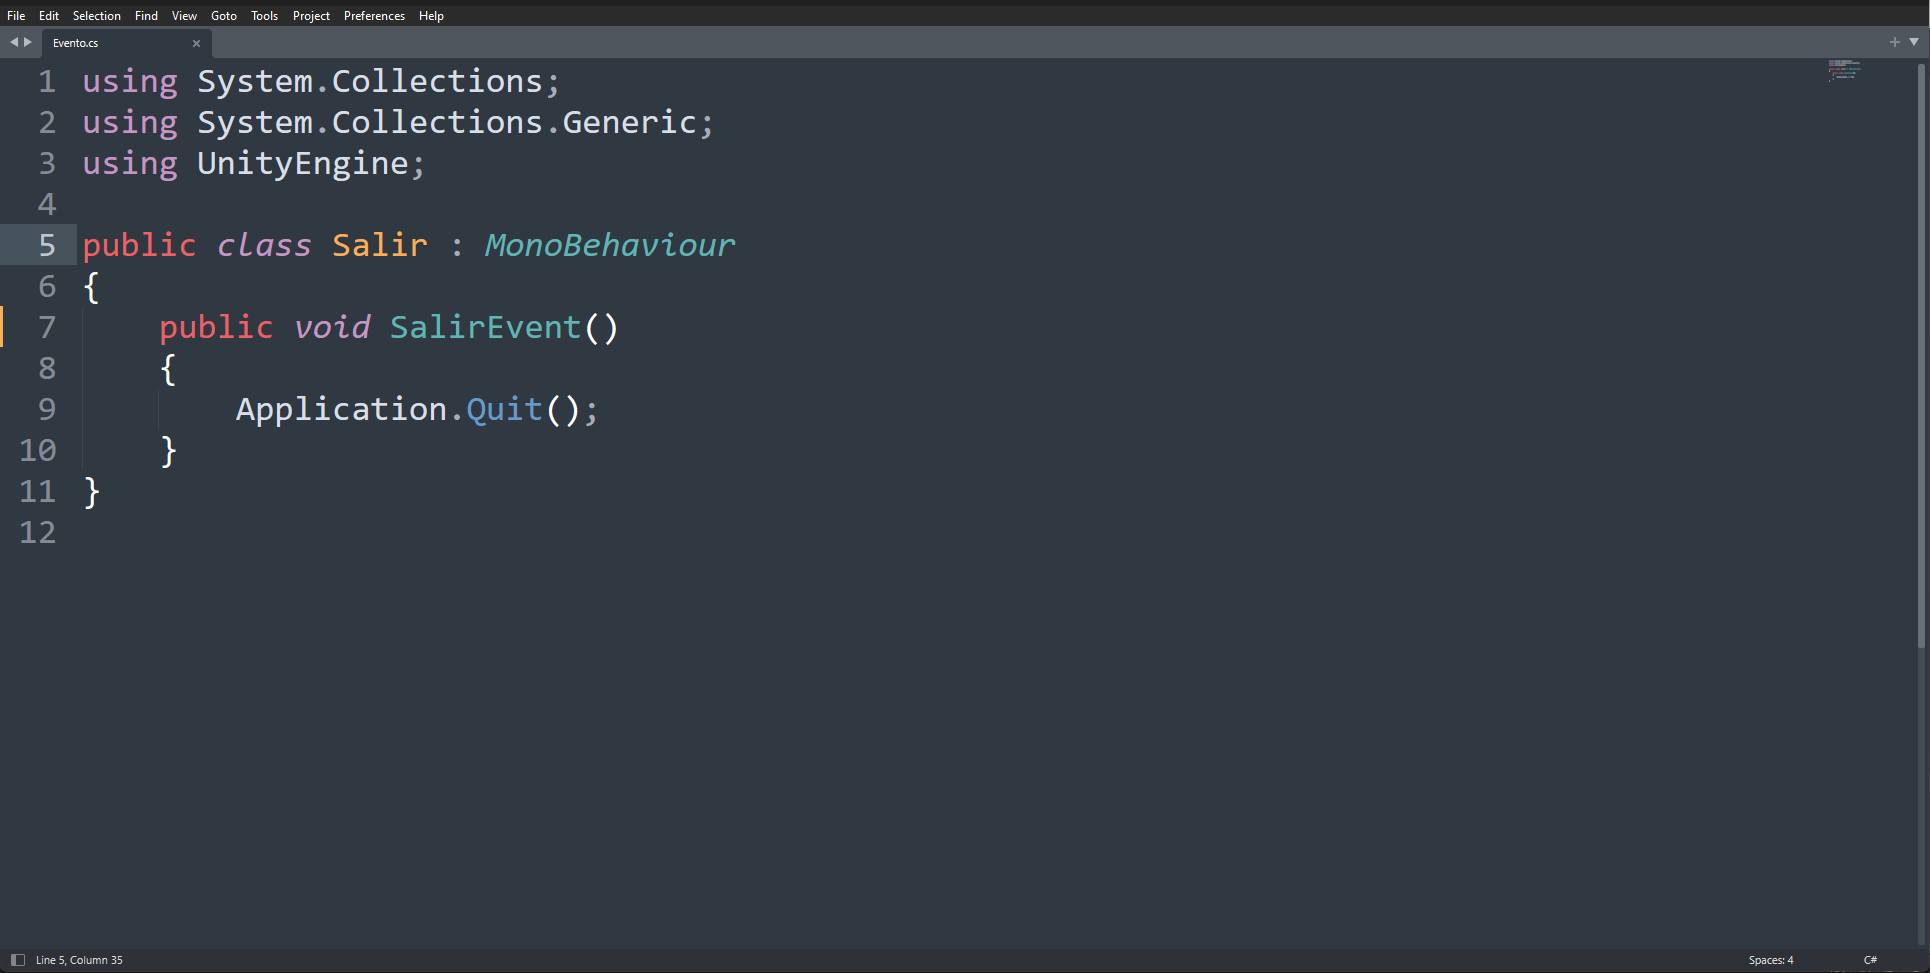 File Edit Selection Find View Goto Tools Project Preferences Help
Evento.cs
1 using System.Collections;
2 using System.Collections.Generic;
3 using UnityEngine;
4
5 public class Salir : MonoBehaviour
6 {
7     public void SalirEvent()
8     {
9         Application.Quit();
10     }
11 }
12
Line 5, Column 35 Spaces: 4 C#